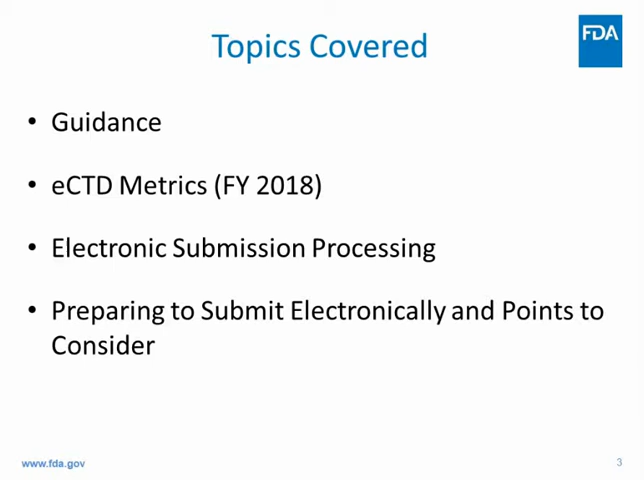 Topics Covered
FDA
• Guidance
• eCTD Metrics (FY 2018)
• Electronic Submission Processing
• Preparing to Submit Electronically and Points to
Consider
www.fda.gov
3